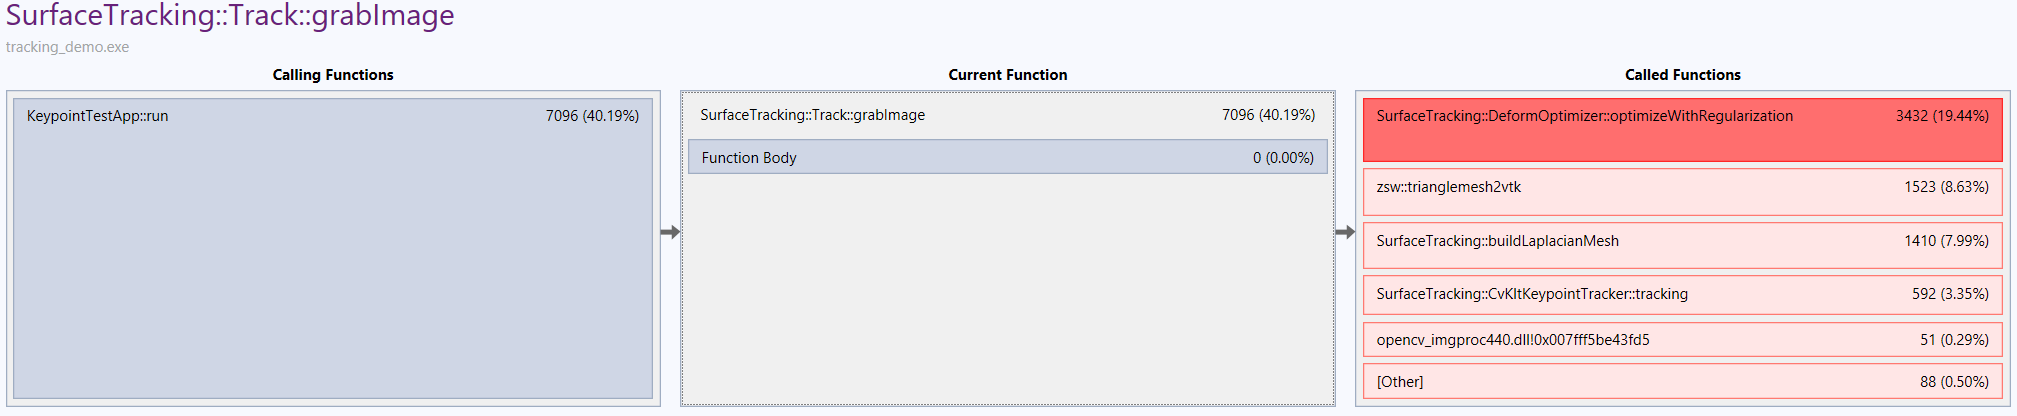 SurfaceTracking::Track::grabImage
tracking_demo.exe
Calling Functions
KeypointTestApp::run 7096 (40.19%)
Current Function
SurfaceTracking::Track::grabImage 7096 (40.19%)
Function Body 0 (0.00%)
Called Functions
SurfaceTracking::DeformOptimizer::optimizeWithRegularization 3432 (19.44%)
zsw::trianglemesh2vtk 1523 (8.63%)
SurfaceTracking::buildLaplacianMesh 1410 (7.99%)
SurfaceTracking::CvKltKeypointTracker::tracking 592 (3.35%)
opencv_imgproc440.dll!0x007fff5be43fd5 51 (0.29%)
[Other] 88 (0.50%)